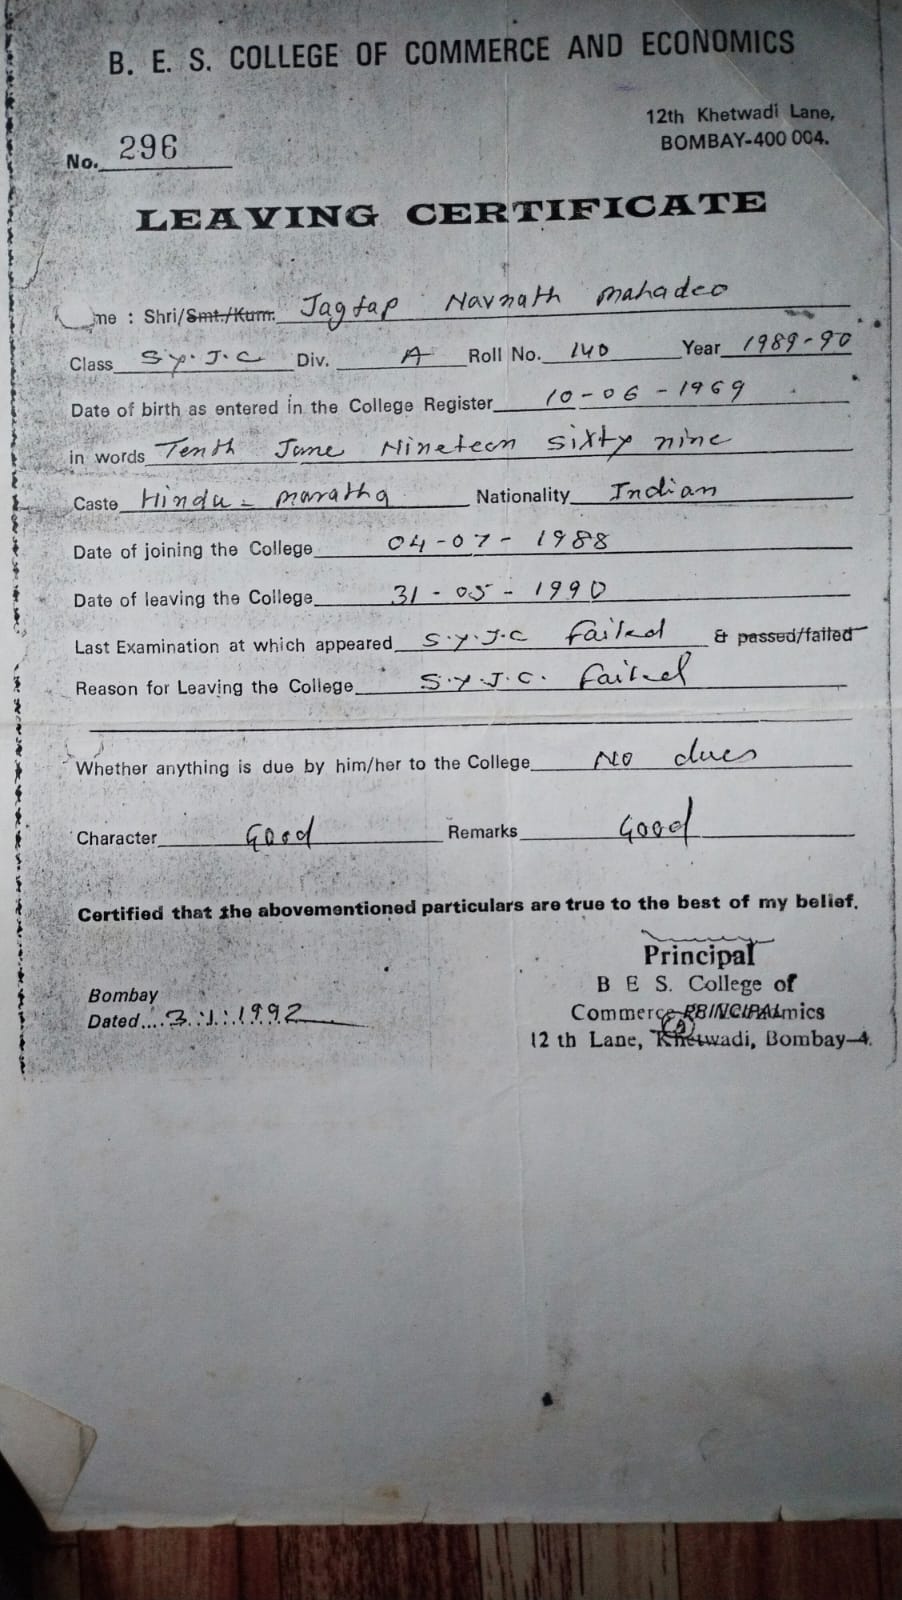 B. E. S. COLLEGE OF COMMERCE AND ECONOMICS
12th Khetwadi Lane,
BOMBAY-400 004.
No. 296
LEAVING CERTIFICATE
me : Shri/Smt./Kum. Jagtap Navnath mahadeo
Class S.Y.J.C Div. A Roll No. 140 Year 1989-90
Date of birth as entered in the College Register 10-06-1969
in words Tenth June Nineteen sixty nine
Caste Hindu - maratha Nationality Indian
Date of joining the College 04-07-1988
Date of leaving the College 31-05-1990
Last Examination at which appeared S.Y.J.C failed & passed/failed
Reason for Leaving the College S.Y.J.C. failed
Whether anything is due by him/her to the College No dues
Character Good Remarks Good
Certified that the abovementioned particulars are true to the best of my belief.
Principal
B E S. College of
Commerce PRINCIPAL mics
12 th Lane, Khetwadi, Bombay-4.
Bombay
Dated....3.1.1992